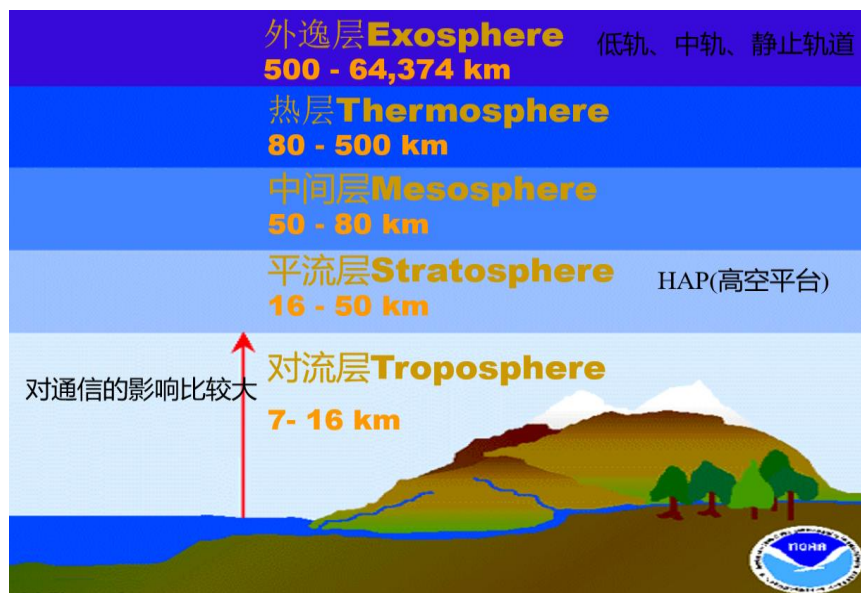 外逸层Exosphere
低轨、中轨、静止轨道
500 - 64,374 km
热层Thermosphere
80 - 500 km
中间层Mesosphere
50 - 80 km
平流层Stratosphere
HAP(高空平台)
16 - 50 km
对流层Troposphere
对通信的影响比较大
7- 16 km
noaa